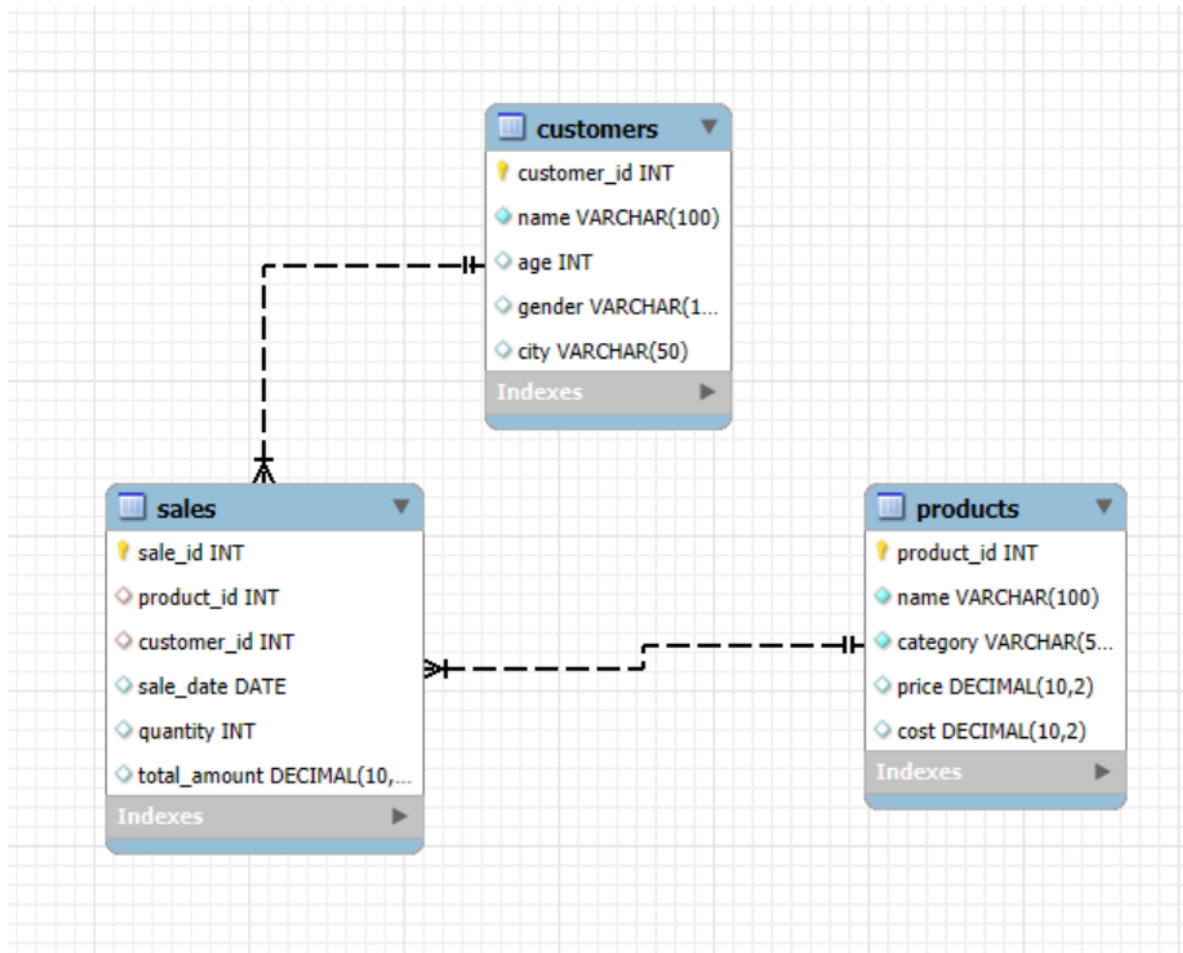 customers
customer_id INT
name VARCHAR(100)
age INT
gender VARCHAR(1...
city VARCHAR(50)
Indexes
sales
sale_id INT
product_id INT
customer_id INT
sale_date DATE
quantity INT
total_amount DECIMAL(10,...
Indexes
products
product_id INT
name VARCHAR(100)
category VARCHAR(5...
price DECIMAL(10,2)
cost DECIMAL(10,2)
Indexes